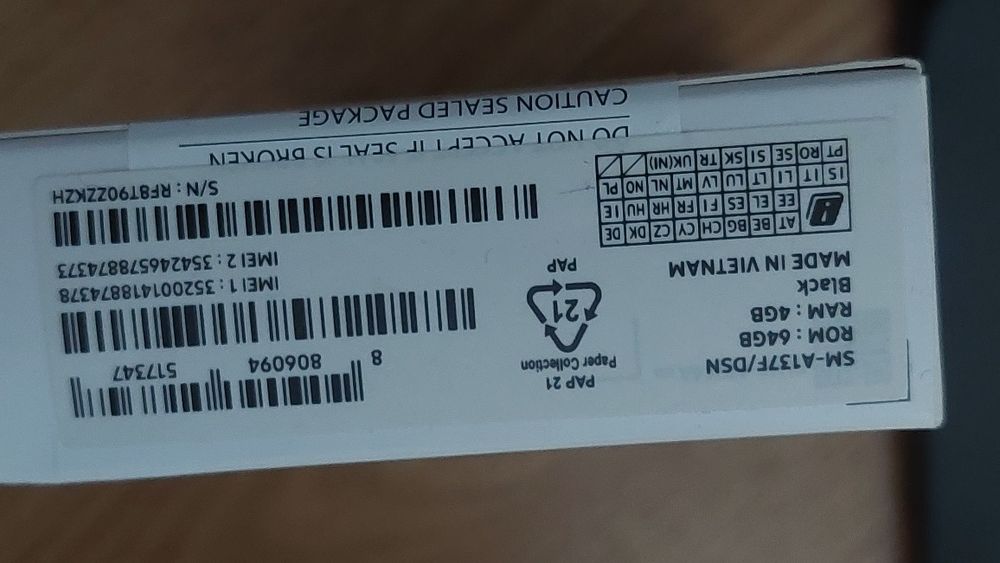 SM-A137F/DSN
ROM : 64GB
RAM : 4GB
Black
MADE IN VIETNAM
AT BE BG CH CY CZ DK DE
EE EL ES FI FR HR HU IE
IS IT LI LT LU LV MT NL NO PL
PT RO SE SI SK TR UK(NI)
PAP 21
Paper Collection
21
PAP
8 806094 517347
IMEI 1 : 352001418874378
IMEI 2 : 354246578874373
S/N : RF8T90ZZKZH
DO NOT ACCEPT IF SEAL IS BROKEN
CAUTION SEALED PACKAGE